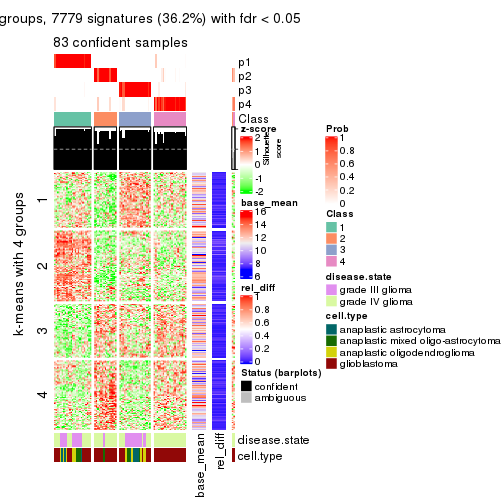 groups, 7779 signatures (36.2%) with fdr < 0.05
83 confident samples
p1
p2
p3
p4
Class
Silhouette
score
k-means with 4 groups
1
2
3
4
base_mean
rel_diff
disease.state
cell.type
z-score
2
1
0
-1
-2
base_mean
16
14
12
10
8
6
rel_diff
1
0.8
0.6
0.4
0.2
0
Status (barplots)
confident
ambiguous
Prob
1
0.8
0.6
0.4
0.2
0
Class
1
2
3
4
disease.state
grade III glioma
grade IV glioma
cell.type
anaplastic astrocytoma
anaplastic mixed oligo-astrocytoma
anaplastic oligodendroglioma
glioblastoma